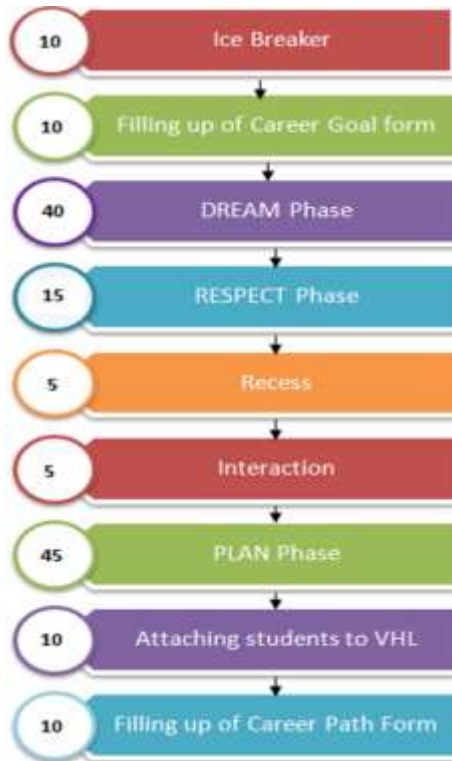 10 Ice Breaker
10 Filling up of Career Goal form
40 DREAM Phase
15 RESPECT Phase
5 Recess
5 Interaction
45 PLAN Phase
10 Attaching students to VHL
10 Filling up of Career Path Form